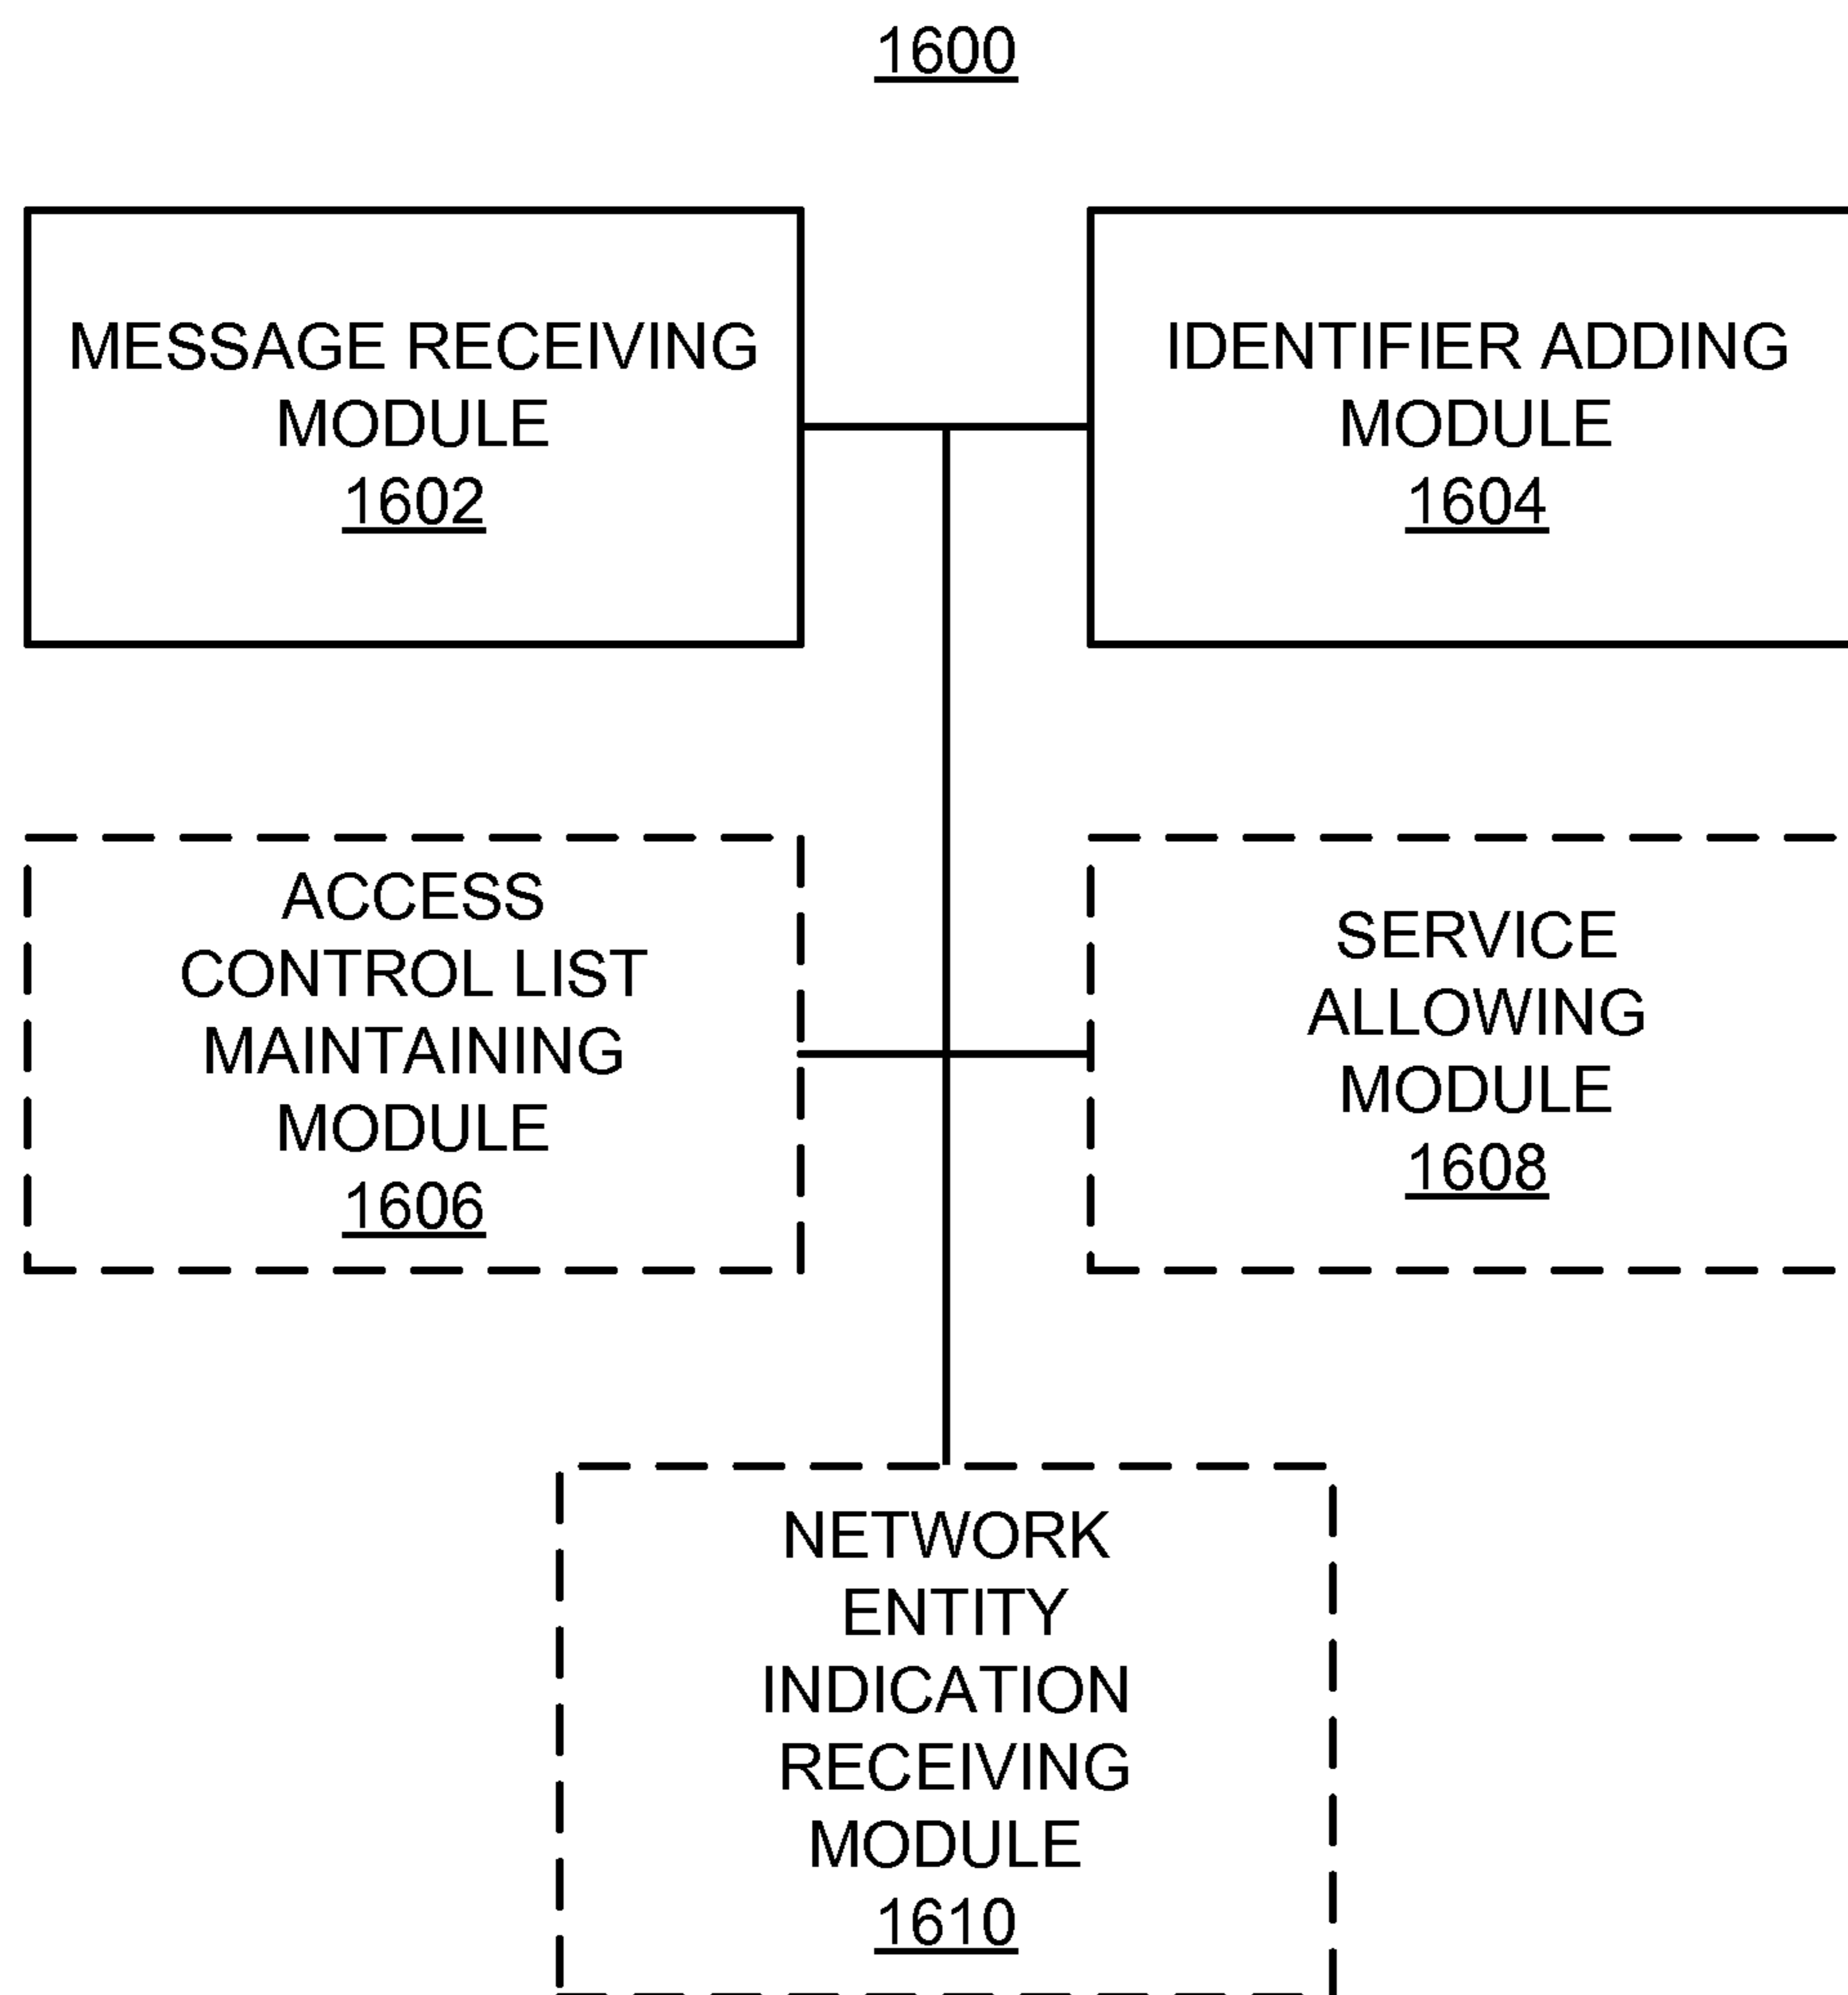 1600
MESSAGE RECEIVING
MODULE
1602
IDENTIFIER ADDING
MODULE
1604
ACCESS
CONTROL LIST
MAINTAINING
MODULE
1606
SERVICE
ALLOWING
MODULE
1608
NETWORK
ENTITY
INDICATION
RECEIVING
MODULE
1610